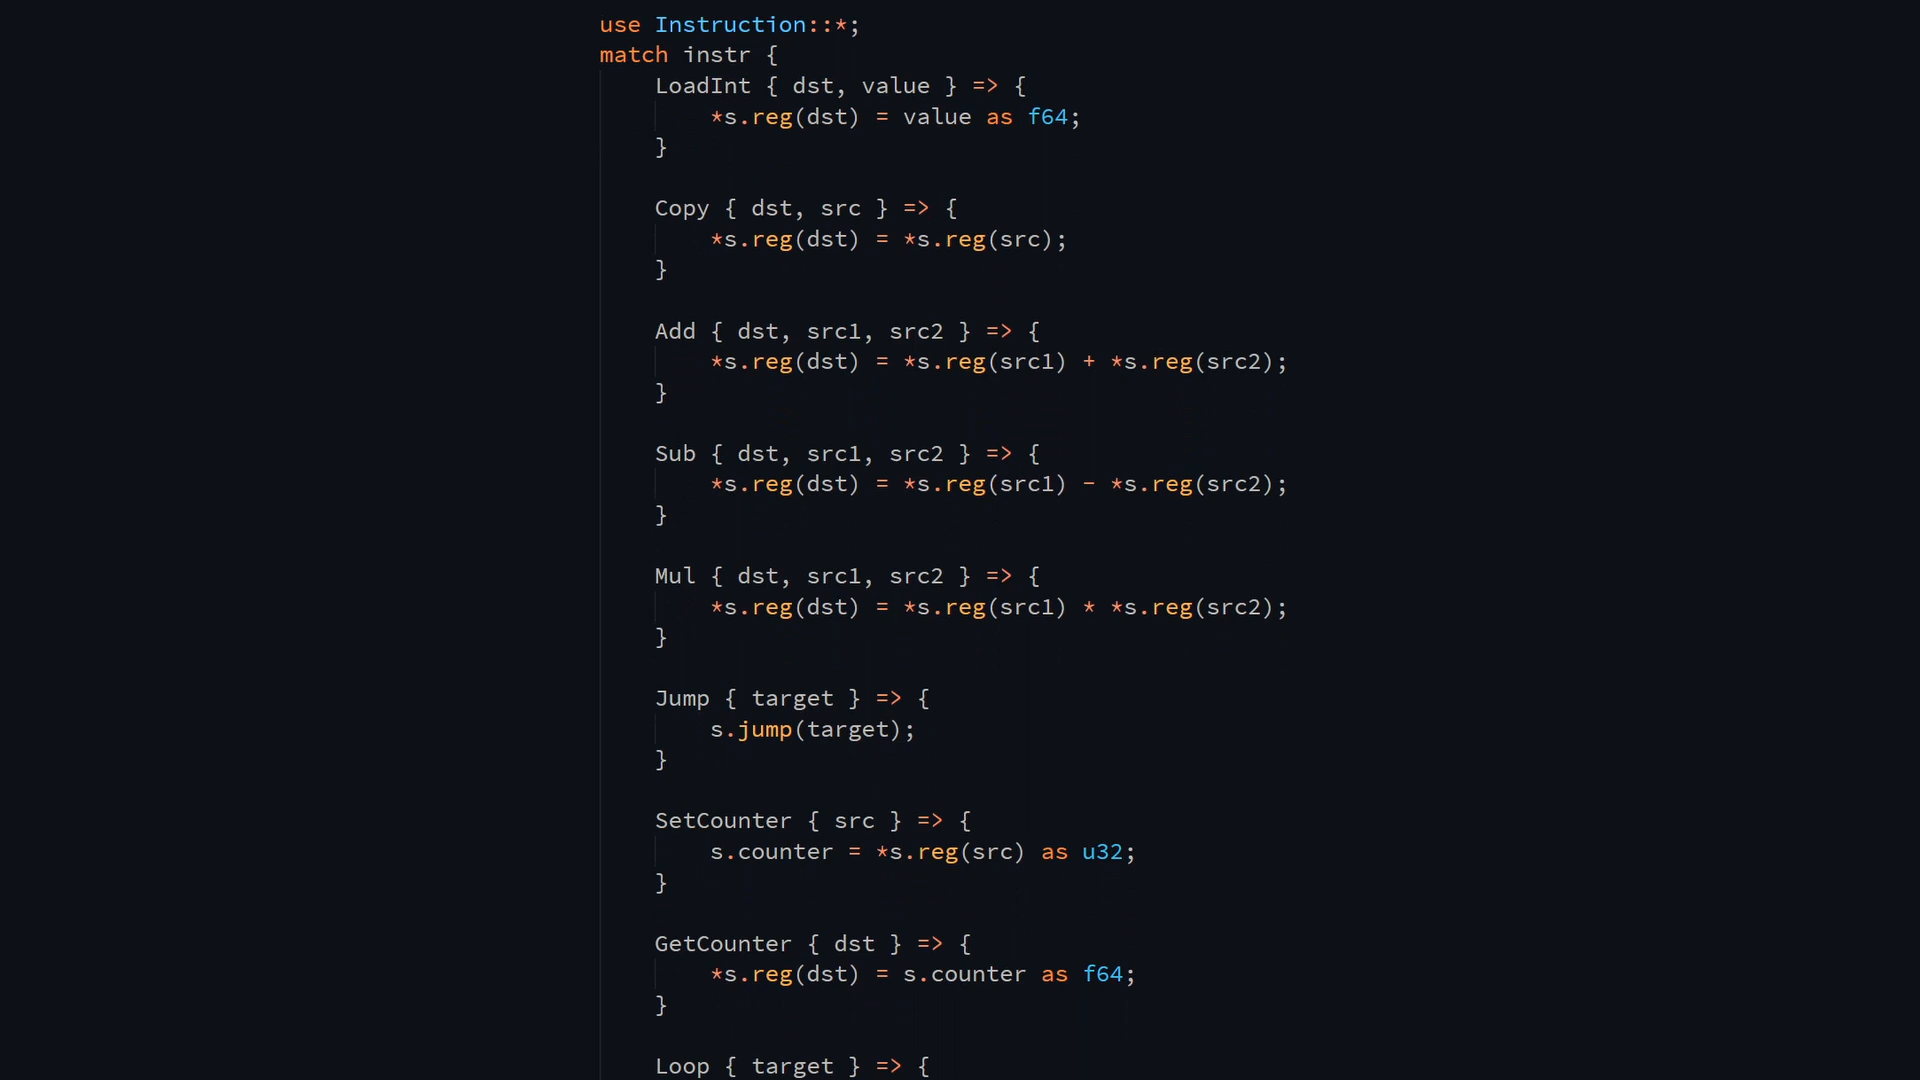 use Instruction::*;
match instr {
    LoadInt { dst, value } => {
        *s.reg(dst) = value as f64;
    }

    Copy { dst, src } => {
        *s.reg(dst) = *s.reg(src);
    }

    Add { dst, src1, src2 } => {
        *s.reg(dst) = *s.reg(src1) + *s.reg(src2);
    }

    Sub { dst, src1, src2 } => {
        *s.reg(dst) = *s.reg(src1) - *s.reg(src2);
    }

    Mul { dst, src1, src2 } => {
        *s.reg(dst) = *s.reg(src1) * *s.reg(src2);
    }

    Jump { target } => {
        s.jump(target);
    }

    SetCounter { src } => {
        s.counter = *s.reg(src) as u32;
    }

    GetCounter { dst } => {
        *s.reg(dst) = s.counter as f64;
    }

    Loop { target } => {